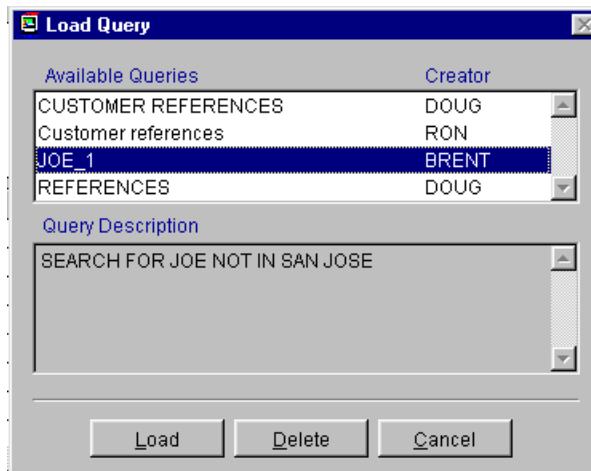 Load Query
Available Queries Creator
CUSTOMER REFERENCES DOUG
Customer references RON
JOE_1 BRENT
REFERENCES DOUG
Query Description
SEARCH FOR JOE NOT IN SAN JOSE
Load Delete Cancel